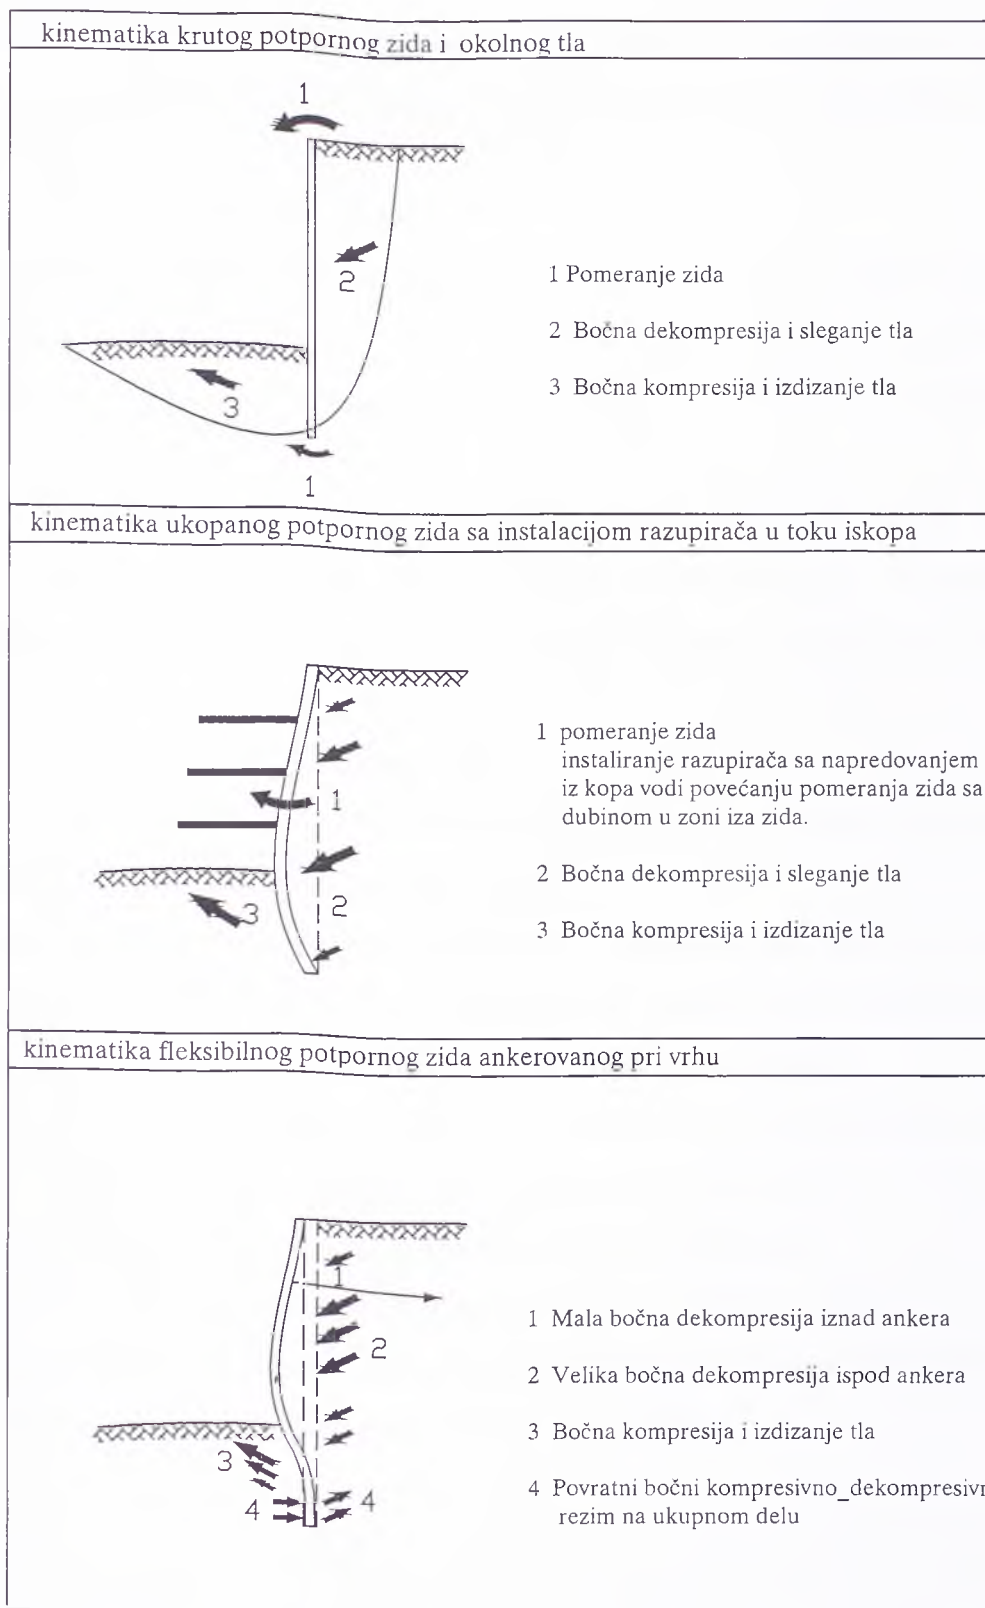 kinematika krutog potpornog zida i okolnog tla
1
2
3
1
1 Pomeranje zida
2 Bočna dekompresija i sleganje tla
3 Bočna kompresija i izdizanje tla
kinematika ukopanog potpornog zida sa instalacijom razupirača u toku iskopa
1
2
3
1 pomeranje zida
instaliranje razupirača sa napredovanjem
iz kopa vodi povećanju pomeranja zida sa
dubinom u zoni iza zida.
2 Bočna dekompresija i sleganje tla
3 Bočna kompresija i izdizanje tla
kinematika fleksibilnog potpornog zida ankerovanog pri vrhu
1
2
3
4
4
1 Mala bočna dekompresija iznad ankera
2 Velika bočna dekompresija ispod ankera
3 Bočna kompresija i izdizanje tla
4 Povratni bočni kompresivno_dekompresivn
rezim na ukupnom delu